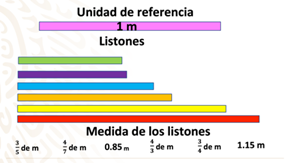 Unidad de referencia
1 m
Listones
Medida de los listones
3/5 de m 4/7 de m 0.85 m 4/3 de m 3/4 de m 1.15 m